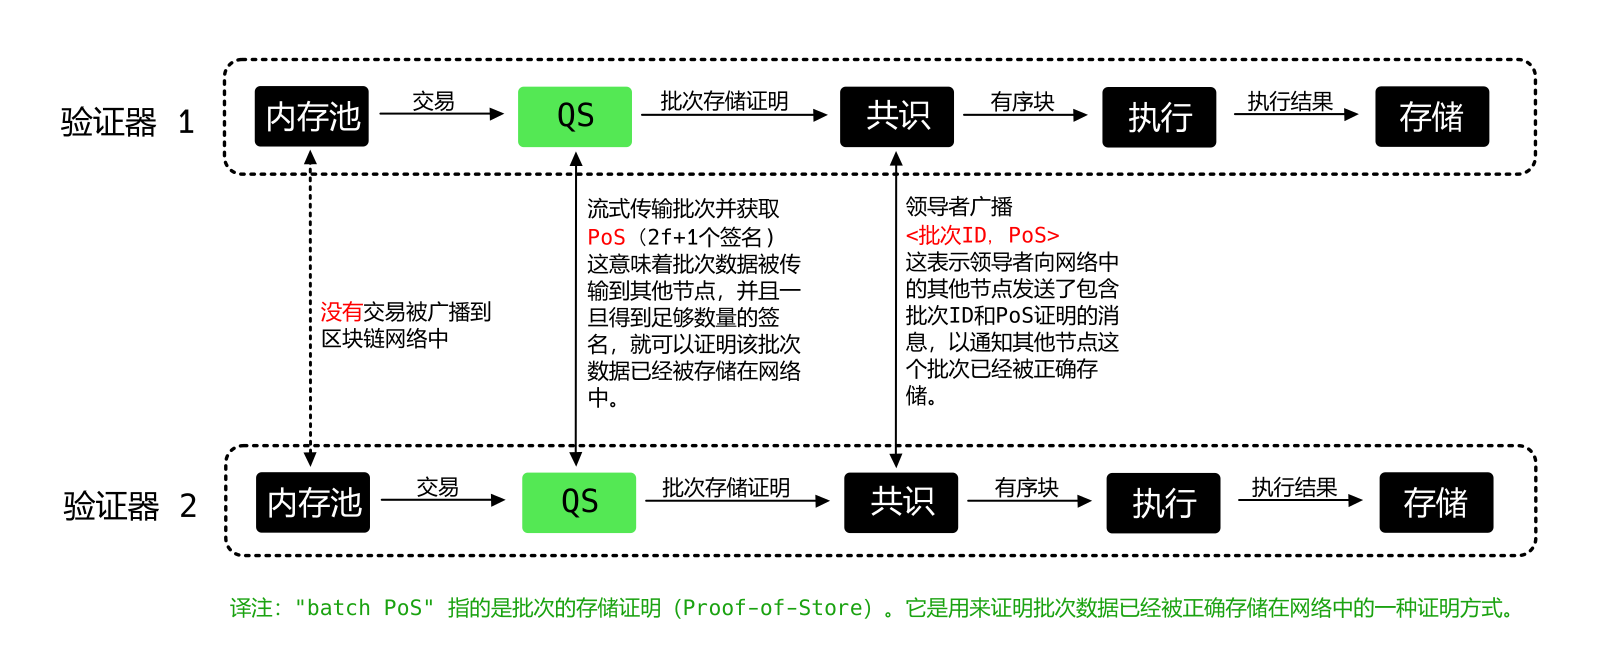 验证器 1
内存池
交易
QS
批次存储证明
共识
有序块
执行
执行结果
存储
没有交易被广播到
区块链网络中
流式传输批次并获取
PoS（2f+1个签名)
这意味着批次数据被传
输到其他节点，并且一
旦得到足够数量的签
名，就可以证明该批次
数据已经被存储在网络
中。
领导者广播
<批次ID，PoS>
这表示领导者向网络中
的其他节点发送了包含
批次ID和PoS证明的消
息，以通知其他节点这
个批次已经被正确存
储。
验证器 2
内存池
交易
QS
批次存储证明
共识
有序块
执行
执行结果
存储
译注："batch PoS" 指的是批次的存储证明（Proof-of-Store）。它是用来证明批次数据已经被正确存储在网络中的一种证明方式。